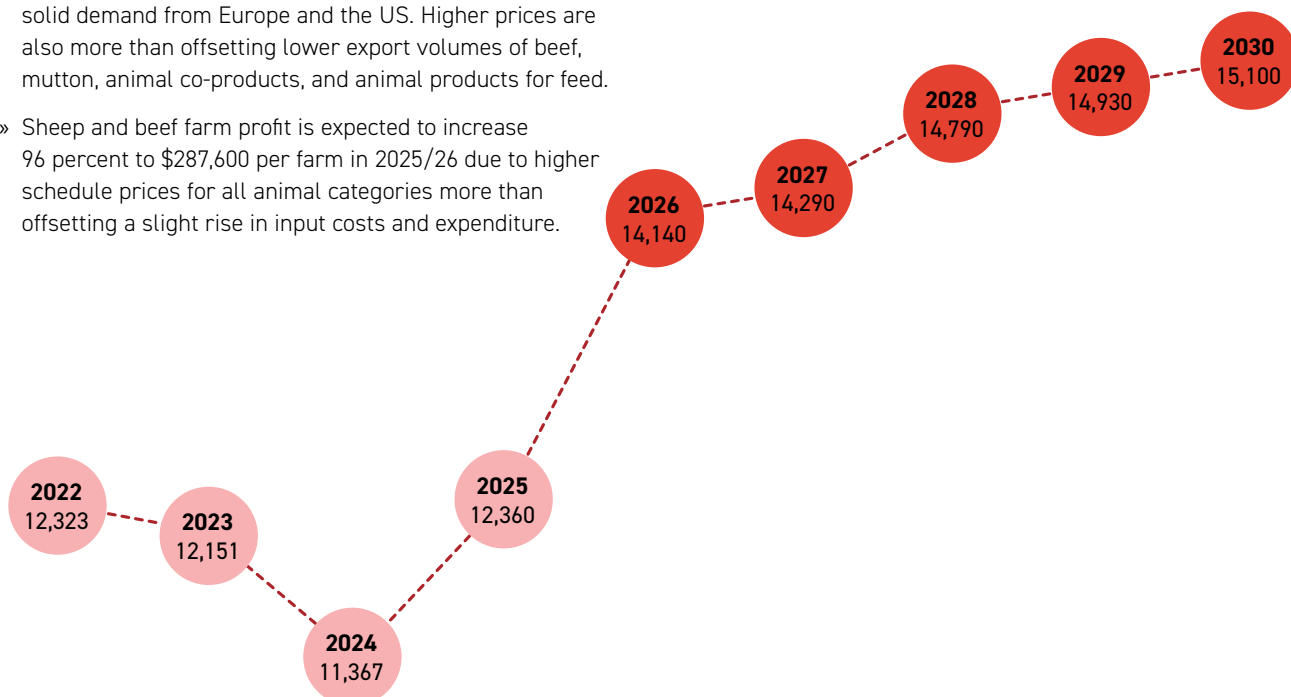 solid demand from Europe and the US. Higher prices are
also more than offsetting lower export volumes of beef,
mutton, animal co-products, and animal products for feed.
» Sheep and beef farm profit is expected to increase
96 percent to $287,600 per farm in 2025/26 due to higher
schedule prices for all animal categories more than
offsetting a slight rise in input costs and expenditure.
2022
12,323
2023
12,151
2024
11,367
2025
12,360
2026
14,140
2027
14,290
2028
14,790
2029
14,930
2030
15,100